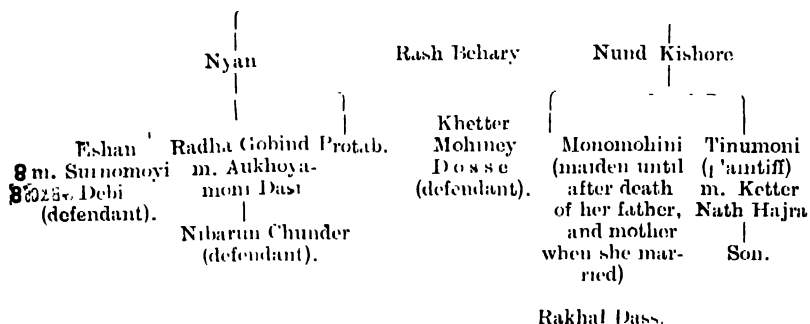 Nyan Rash Behary Nund Kishore
Eshan
m. Surnomoyi
Debi
(defendant).
Radha Gobind Protab.
m. Aukhoya-
moni Dasi
Nibarun Chunder
(defendant).
Khetter
Mohiney
Dosse
(defendant).
Monomohini
(maiden until
after death
of her father,
and mother
when she mar-
ried)
Rakhal Dass.
Tinumoni
m. Ketter
Nath Hajra
Son.